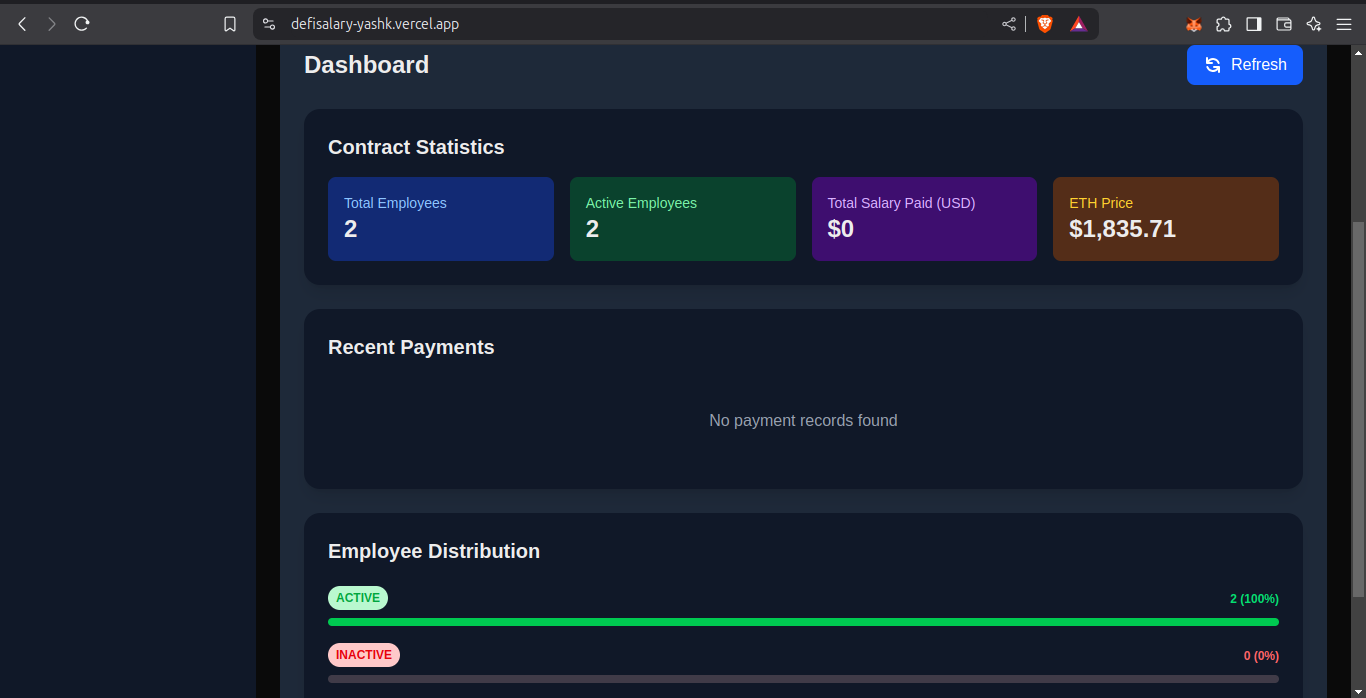 defisalary-yashk.vercel.app
Dashboard
Refresh
Contract Statistics
Total Employees
2
Active Employees
2
Total Salary Paid (USD)
$0
ETH Price
$1,835.71
Recent Payments
No payment records found
Employee Distribution
ACTIVE
2 (100%)
INACTIVE
0 (0%)